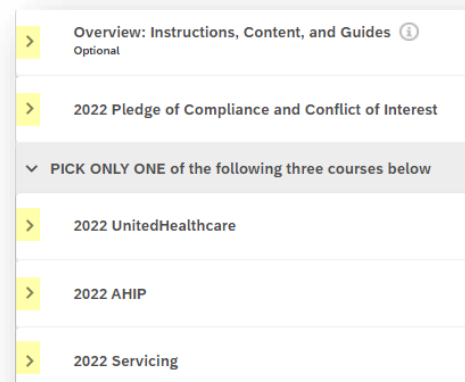 Overview: Instructions, Content, and Guides
Optional
2022 Pledge of Compliance and Conflict of Interest
PICK ONLY ONE of the following three courses below
2022 UnitedHealthcare
2022 AHIP
2022 Servicing